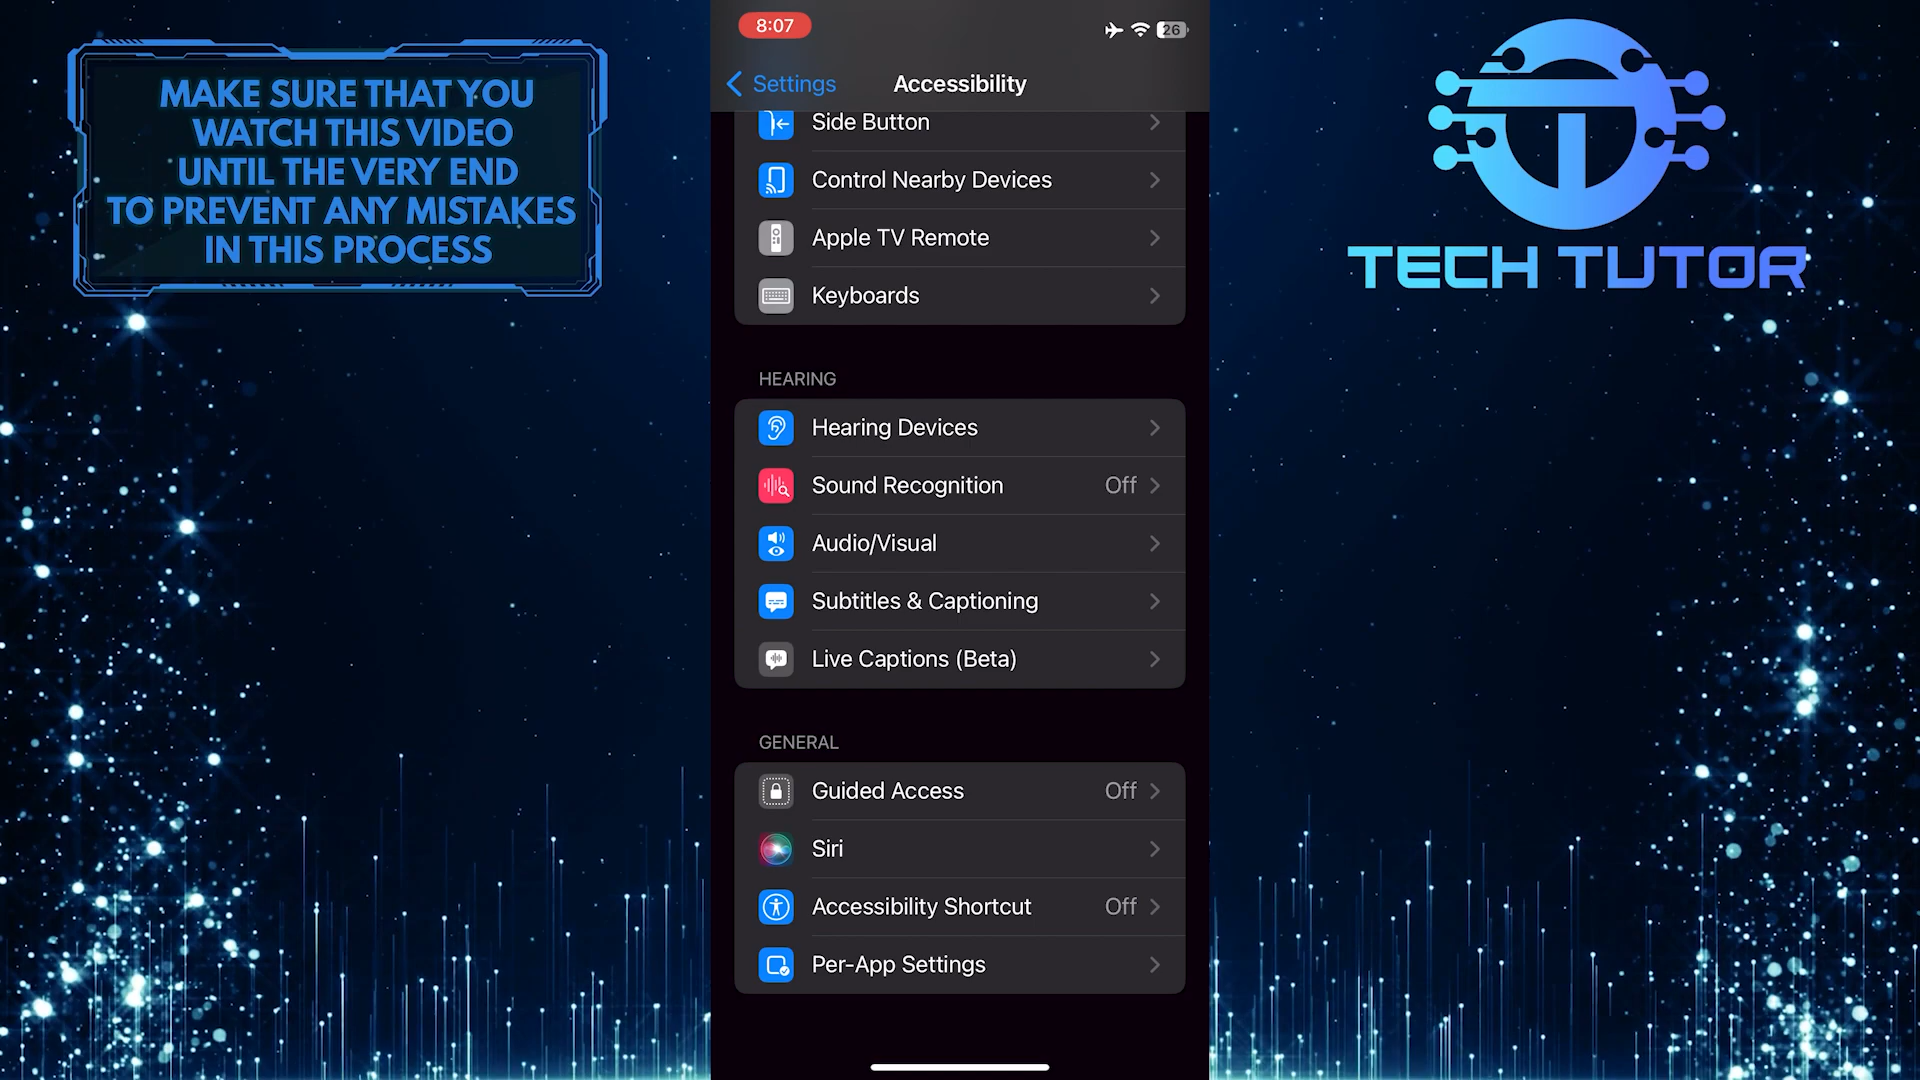 MAKE SURE THAT YOU
WATCH THIS VIDEO
UNTIL THE VERY END
TO PREVENT ANY MISTAKES
IN THIS PROCESS
8:07
26
Settings
Accessibility
Side Button
Control Nearby Devices
Apple TV Remote
Keyboards
HEARING
Hearing Devices
Sound Recognition Off
Audio/Visual
Subtitles & Captioning
Live Captions (Beta)
GENERAL
Guided Access Off
Siri
Accessibility Shortcut Off
Per-App Settings
TECH TUTOR